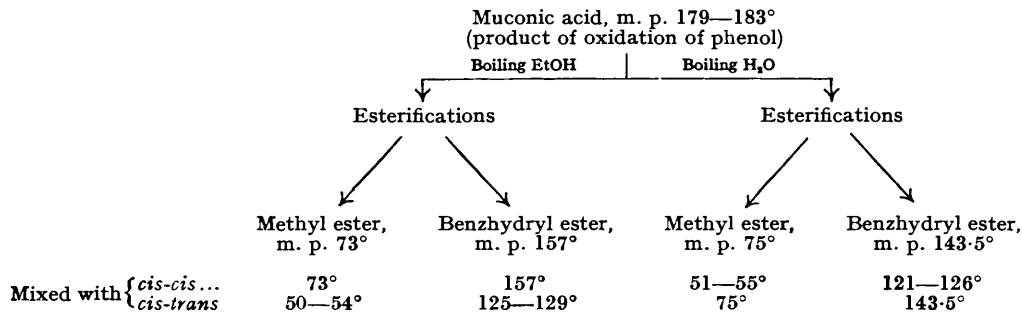 Muconic acid, m. p. 179—183°
(product of oxidation of phenol)
Boiling EtOH Boiling H₂O
Esterifications Esterifications
Methyl ester, Benzhydryl ester, Methyl ester, Benzhydryl ester,
m. p. 73° m. p. 157° m. p. 75° m. p. 143·5°
Mixed with { cis-cis ... 73° 157° 51—55° 121—126°
cis-trans 50—54° 125—129° 75° 143·5°